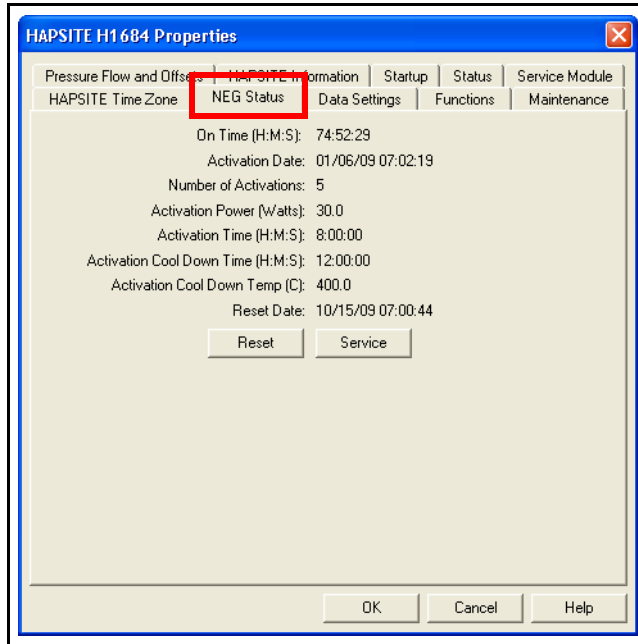 HAPSITE H1684 Properties
Pressure Flow and Offsets HAPSITE Information Startup Status Service Module
HAPSITE Time Zone NEG Status Data Settings Functions Maintenance
On Time (H:M:S): 74:52:29
Activation Date: 01/06/09 07:02:19
Number of Activations: 5
Activation Power (Watts): 30.0
Activation Time (H:M:S): 8:00:00
Activation Cool Down Time (H:M:S): 12:00:00
Activation Cool Down Temp (C): 400.0
Reset Date: 10/15/09 07:00:44
Reset Service
OK Cancel Help